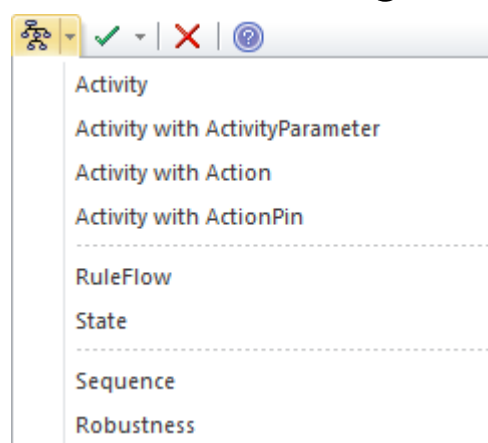 Activity
Activity with ActivityParameter
Activity with Action
Activity with ActionPin
RuleFlow
State
Sequence
Robustness